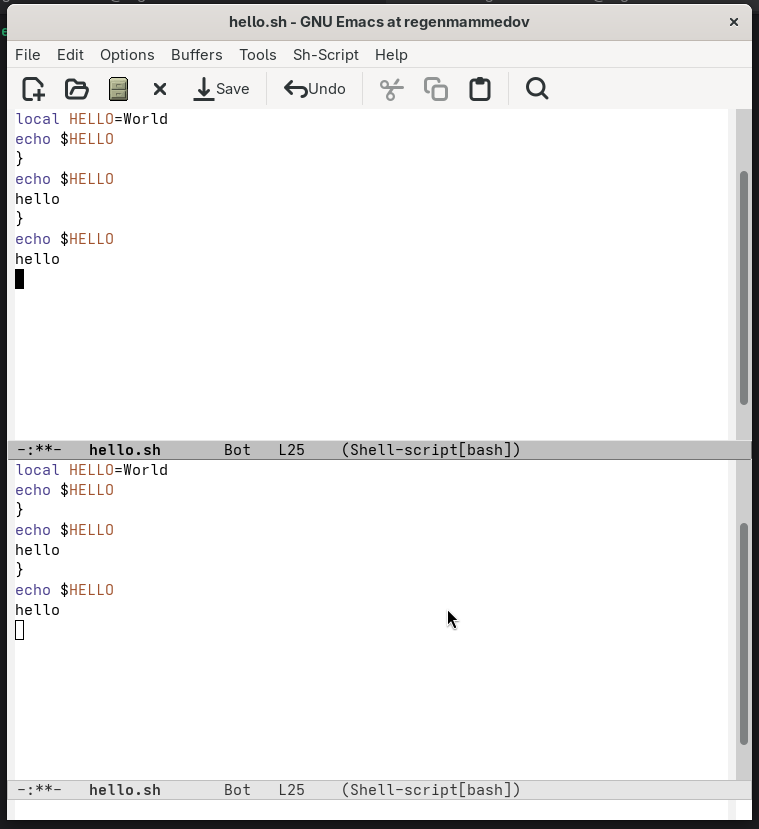 hello.sh - GNU Emacs at regenmammedov
File Edit Options Buffers Tools Sh-Script Help
Save Undo
local HELLO=World
echo $HELLO
}
echo $HELLO
hello
}
echo $HELLO
hello
-:**- hello.sh Bot L25 (Shell-script[bash])
local HELLO=World
echo $HELLO
}
echo $HELLO
hello
}
echo $HELLO
hello
-:**- hello.sh Bot L25 (Shell-script[bash])